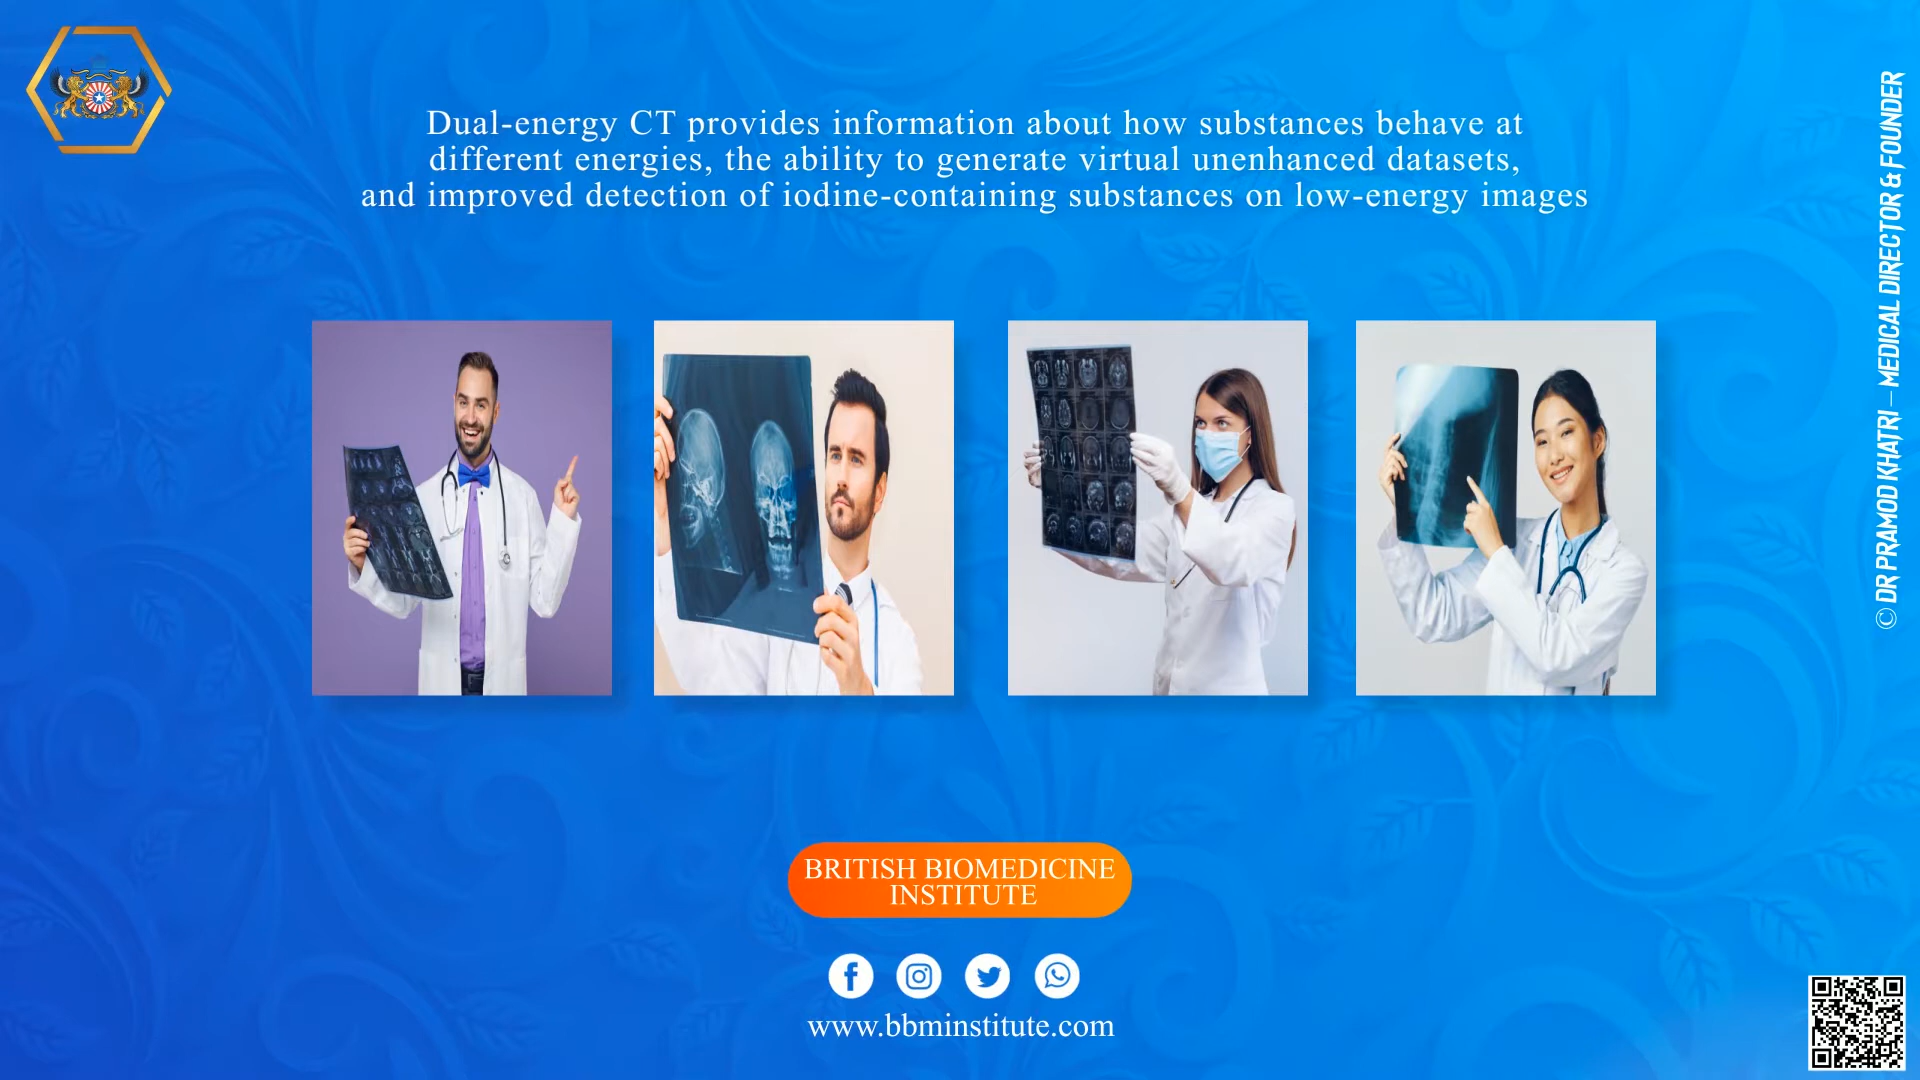 Dual-energy CT provides information about how substances behave at
different energies, the ability to generate virtual unenhanced datasets,
and improved detection of iodine-containing substances on low-energy images
© DR PRAMOD KHATRI — MEDICAL DIRECTOR & FOUNDER
BRITISH BIOMEDICINE
INSTITUTE
www.bbminstitute.com